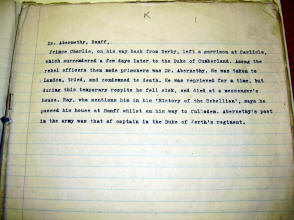 K
Dr. Abernethy, Banff,
Prince Charlie, on his way back from Derby, left a garrison at Carlisle,
which surrendered a few days later to the Duke of Cumberland. Among the
rebel officers then made prisoners was Dr. Abernethy. He was taken to
London, tried, and condemned to death. He was reprieved for a time, but
during this temporary respite he fell sick, and died at a messenger's
house. Ray, who mentions him in his 'History of the Rebellion', says he
passed his house at Banff whilst on his way to Culloden. Abernethy's post
in the army was that of captain in the Duke of Perth's regiment.